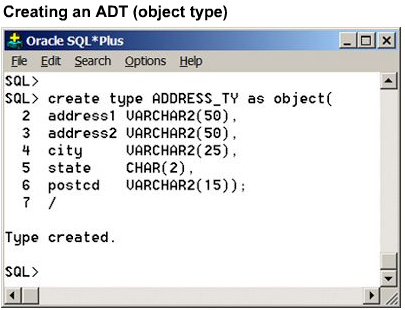 Creating an ADT (object type)
Oracle SQL*Plus
File Edit Search Options Help
SQL>
SQL> create type ADDRESS_TY as object(
2 address1 VARCHAR2(50),
3 address2 VARCHAR2(50),
4 city VARCHAR2(25),
5 state CHAR(2),
6 postcd VARCHAR2(15));
7 /
Type created.
SQL>